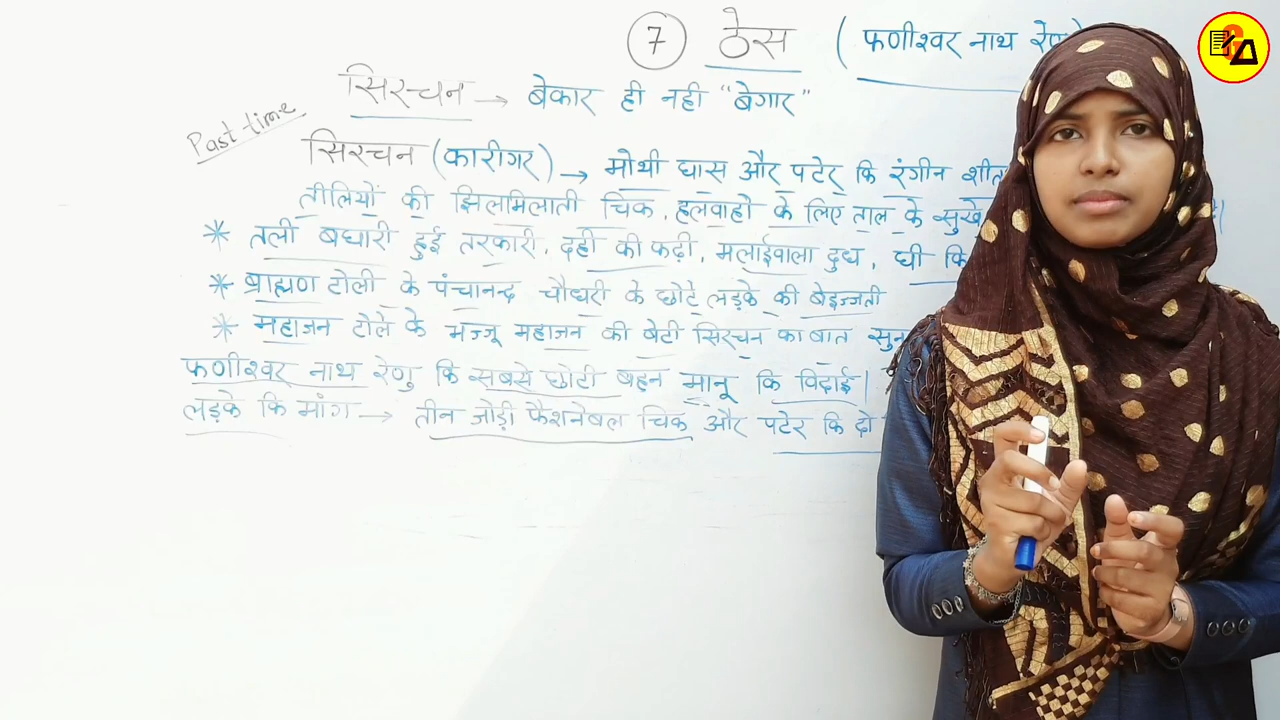 7 ठेस ( फणीश्वर नाथ
सिरचन → बेकार ही नही "बेगार"
Past-time
सिरचन (कारीगर) → मोथी घास और पटेर कि रंगीन
तीलियों की झिलमिलाती चिक, हलवाहो के लिए ताल के सुखे
* तली बघारी हुई तरकारी, दही की कढ़ी, मलाईवाला दुध, घी कि
* ब्राह्मण टोली के पंचानन्द चौधरी के छोटे लड़के की बेइज्जती
* महाजन टोले के मज्जू महाजन की बेटी सिरचन का बात
फणीश्वर नाथ रेणु कि सबसे छोटी बहन मानू कि विदाई|
लड़के कि मांग → तीन जोड़ी फैशनेबल चिक और पटेर कि दो